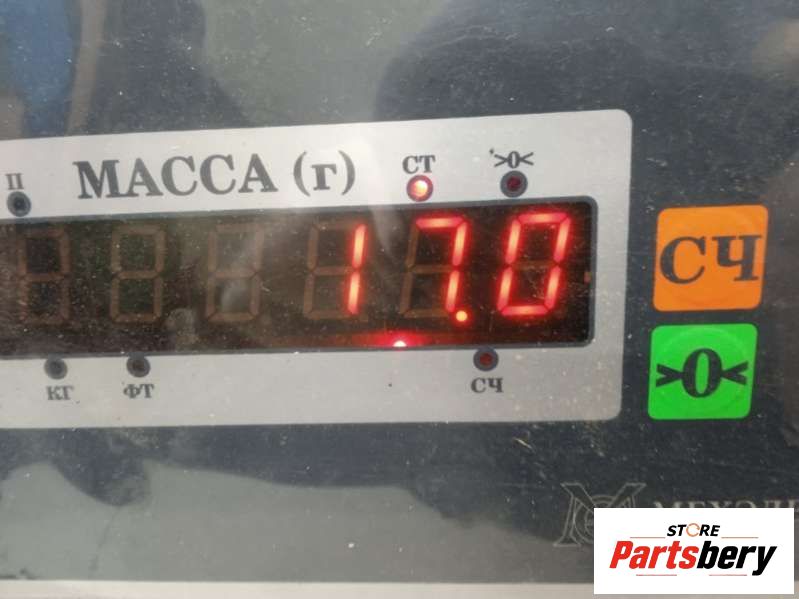 П
МАССА (г)
СТ
>0<
17.0
КГ
ФТ
СЧ
СЧ
>0<
STORE
Partsbery